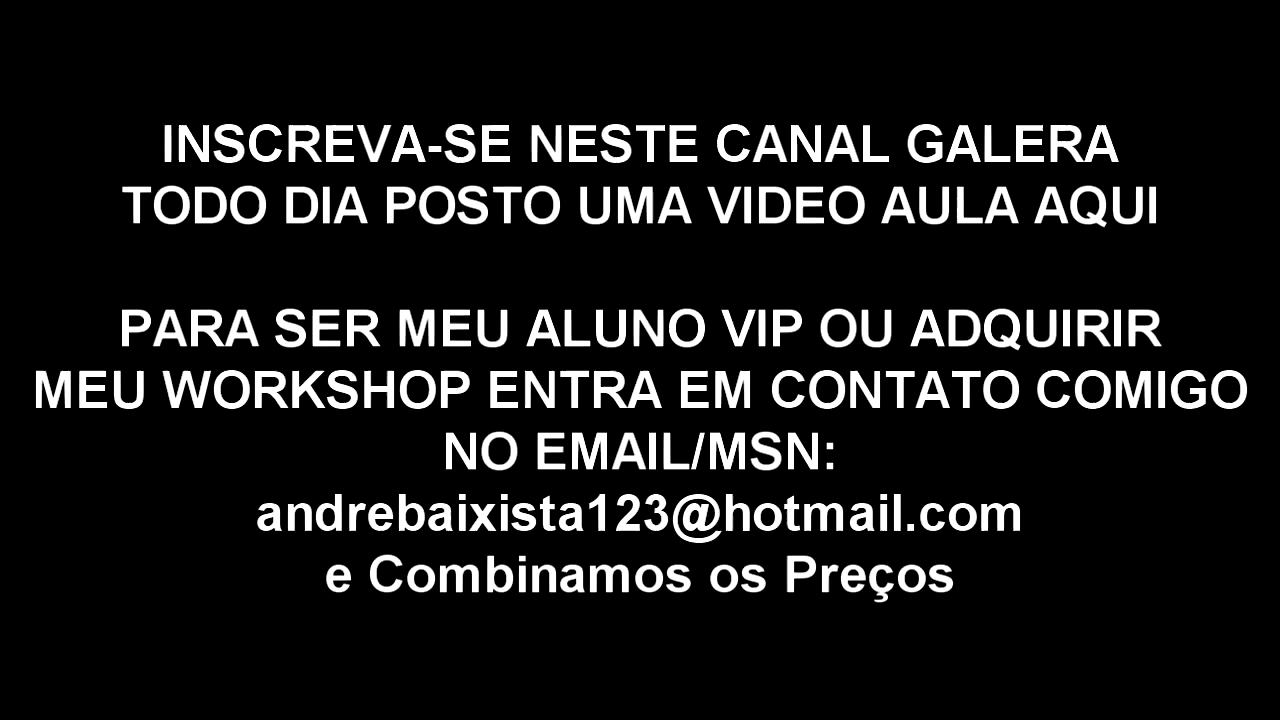 INSCREVA-SE NESTE CANAL GALERA
TODO DIA POSTO UMA VIDEO AULA AQUI
PARA SER MEU ALUNO VIP OU ADQUIRIR
MEU WORKSHOP ENTRA EM CONTATO COMIGO
NO EMAIL/MSN:
andrebaixista123@hotmail.com
e Combinamos os Preços